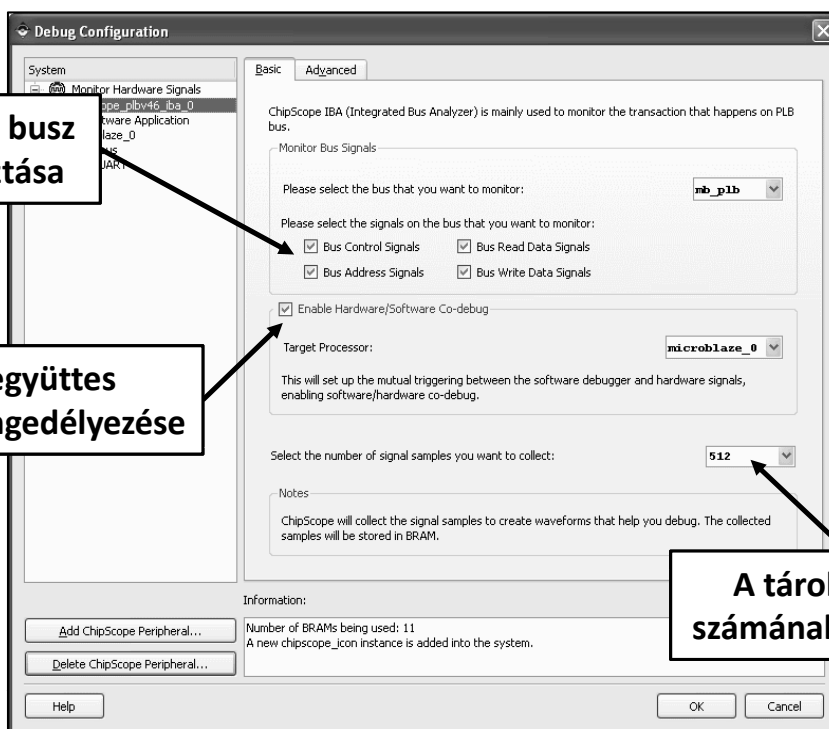 Debug Configuration
System
Monitor Hardware Signals
ope_plbv46_iba_0
tware Application
laze_0
us
UART
busz
tása
együttes
gedélyezése
Basic
Advanced
ChipScope IBA (Integrated Bus Analyzer) is mainly used to monitor the transaction that happens on PLB
bus.
Monitor Bus Signals
Please select the bus that you want to monitor:
mb_plb
Please select the signals on the bus that you want to monitor:
Bus Control Signals
Bus Read Data Signals
Bus Address Signals
Bus Write Data Signals
Enable Hardware/Software Co-debug
Target Processor:
microblaze_0
This will set up the mutual triggering between the software debugger and hardware signals,
enabling software/hardware co-debug.
Select the number of signal samples you want to collect:
512
Notes
ChipScope will collect the signal samples to create waveforms that help you debug. The collected
samples will be stored in BRAM.
A tárol
számána
Information:
Number of BRAMs being used: 11
A new chipscope_icon instance is added into the system.
Add ChipScope Peripheral...
Delete ChipScope Peripheral...
Help
OK
Cancel